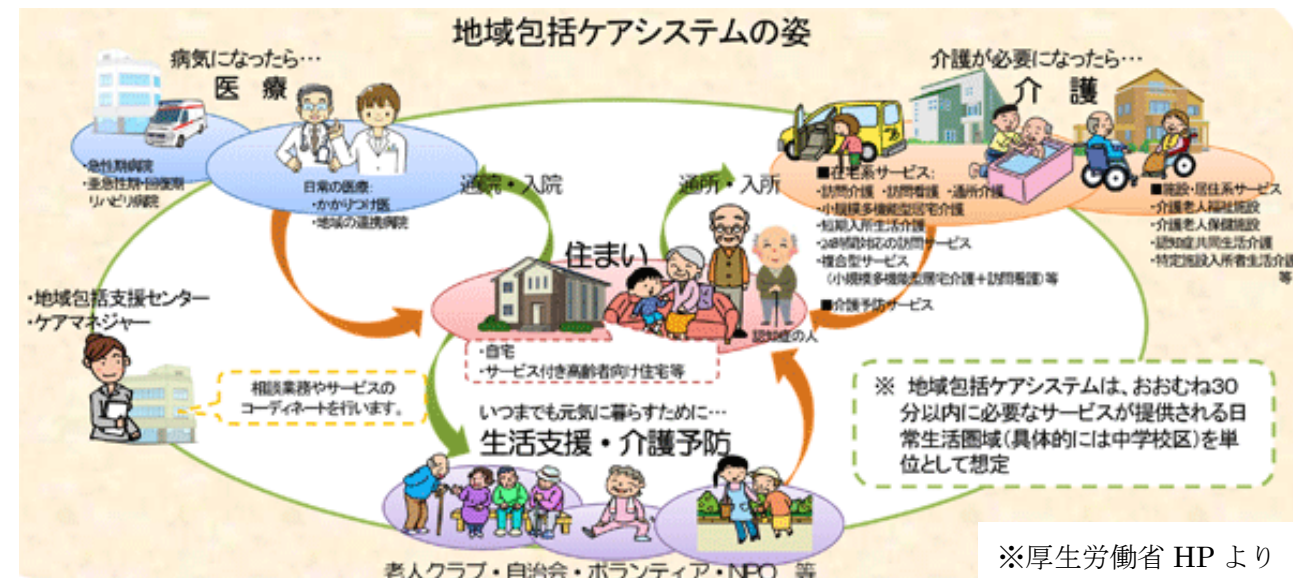 地域包括ケアシステムの姿
病気になったら…
医 療
・急性期病院
・亜急性期・回復期
リハビリ病院
日常の医療:
・かかりつけ医
・地域の連携病院
通院・入院
通所・入所
介護が必要になったら…
介 護
■在宅系サービス:
・訪問介護 ・訪問看護 ・通所介護
・小規模多機能型居宅介護
・短期入所生活介護
・24時間対応の訪問サービス
・複合型サービス
（小規模多機能型居宅介護＋訪問看護）等
■介護予防サービス
■施設・居住系サービス
・介護老人福祉施設
・介護老人保健施設
・認知症共同生活介護
・特定施設入所者生活介護
等
住まい
認知症の人
・自宅
・サービス付き高齢者向け住宅等
・地域包括支援センター
・ケアマネジャー
相談業務やサービスの
コーディネートを行います。
いつまでも元気に暮らすために…
生活支援・介護予防
老人クラブ・自治会・ボランティア・NPO 等
※ 地域包括ケアシステムは、おおむね30
分以内に必要なサービスが提供される日
常生活圏域（具体的には中学校区）を単
位として想定
※厚生労働省 HP より